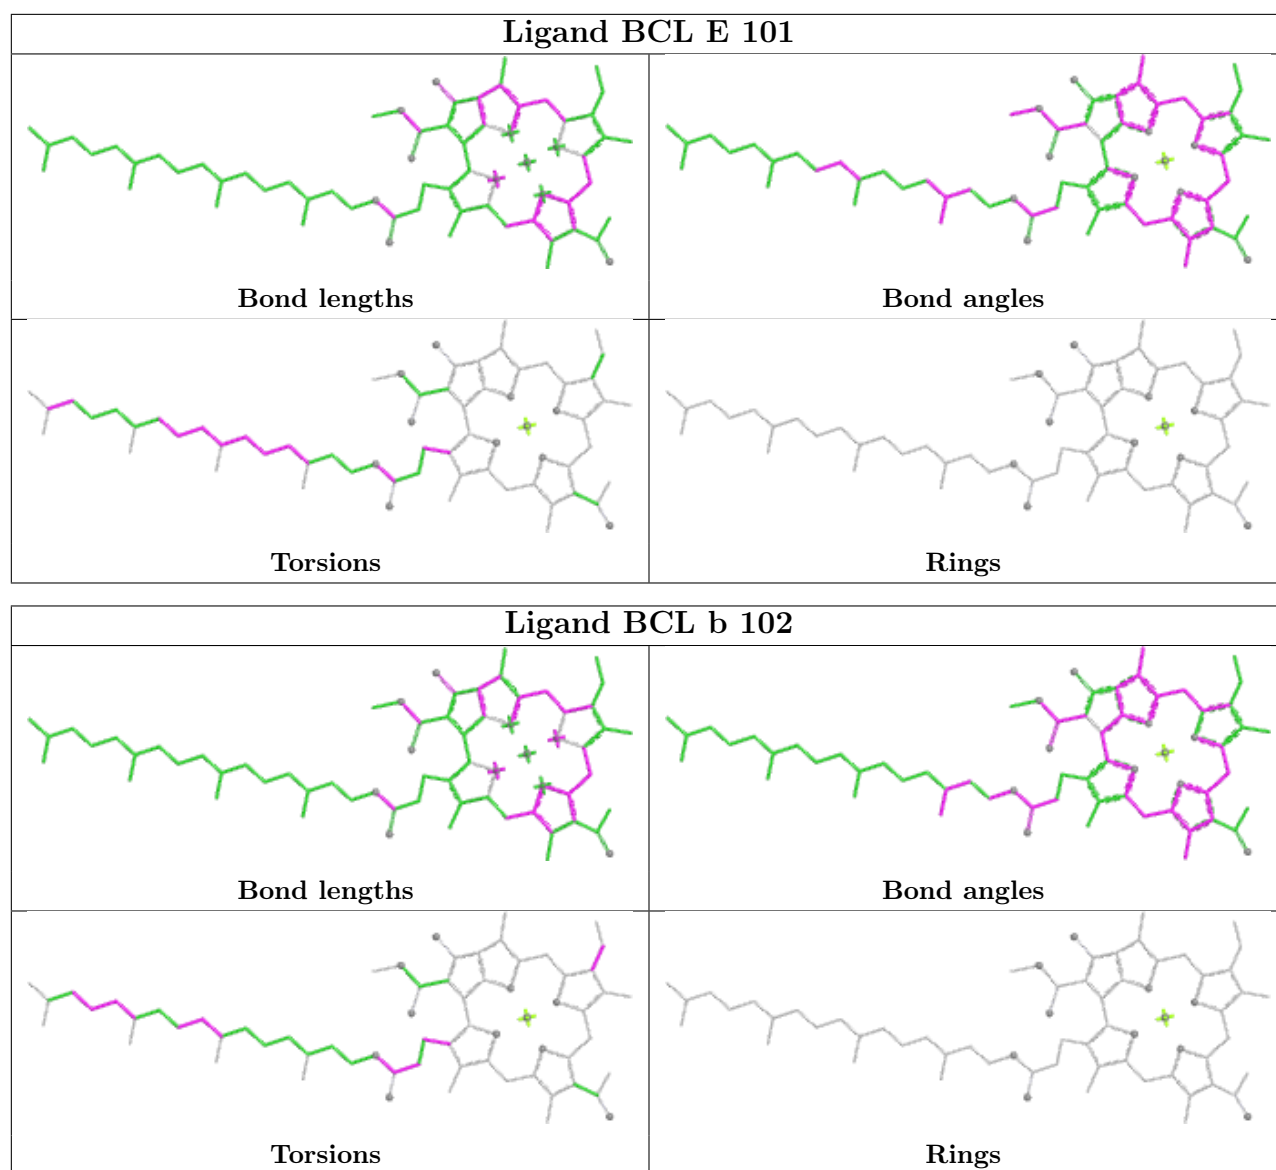 Ligand BCL E 101
Bond lengths
Bond angles
Torsions
Rings
Ligand BCL b 102
Bond lengths
Bond angles
Torsions
Rings